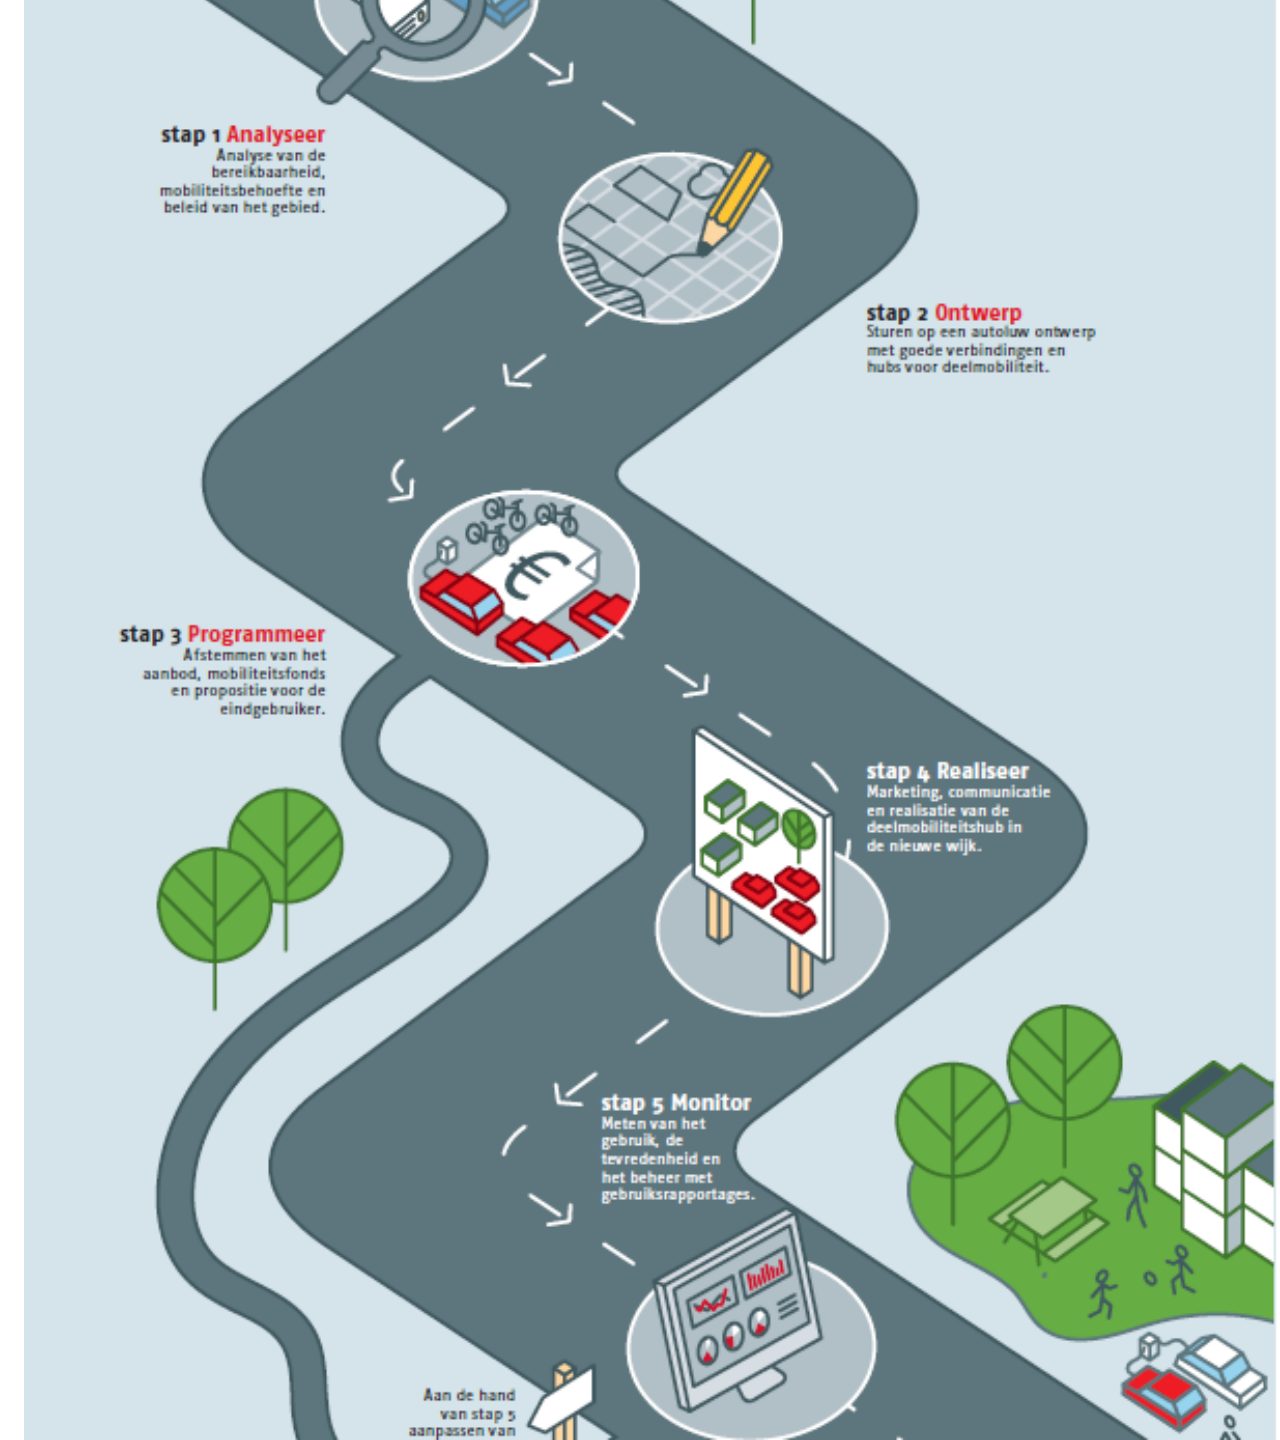 stap 1 Analyseer
Analyse van de
bereikbaarheid,
mobiliteitsbehoefte en
beleid van het gebied.
stap 2 Ontwerp
Sturen op een autoluw ontwerp
met goede verbindingen en
hubs voor deelmobiliteit.
€
stap 3 Programmeer
Afstemmen van het
aanbod, mobiliteitsfonds
en propositie voor de
eindgebruiker.
stap 4 Realiseer
Marketing, communicatie
en realisatie van de
deelmobiliteitshub in
de nieuwe wijk.
stap 5 Monitor
Meten van het
gebruik, de
tevredenheid en
het beheer met
gebruiksrapportages.
Aan de hand
van stap 5
aanpassen van